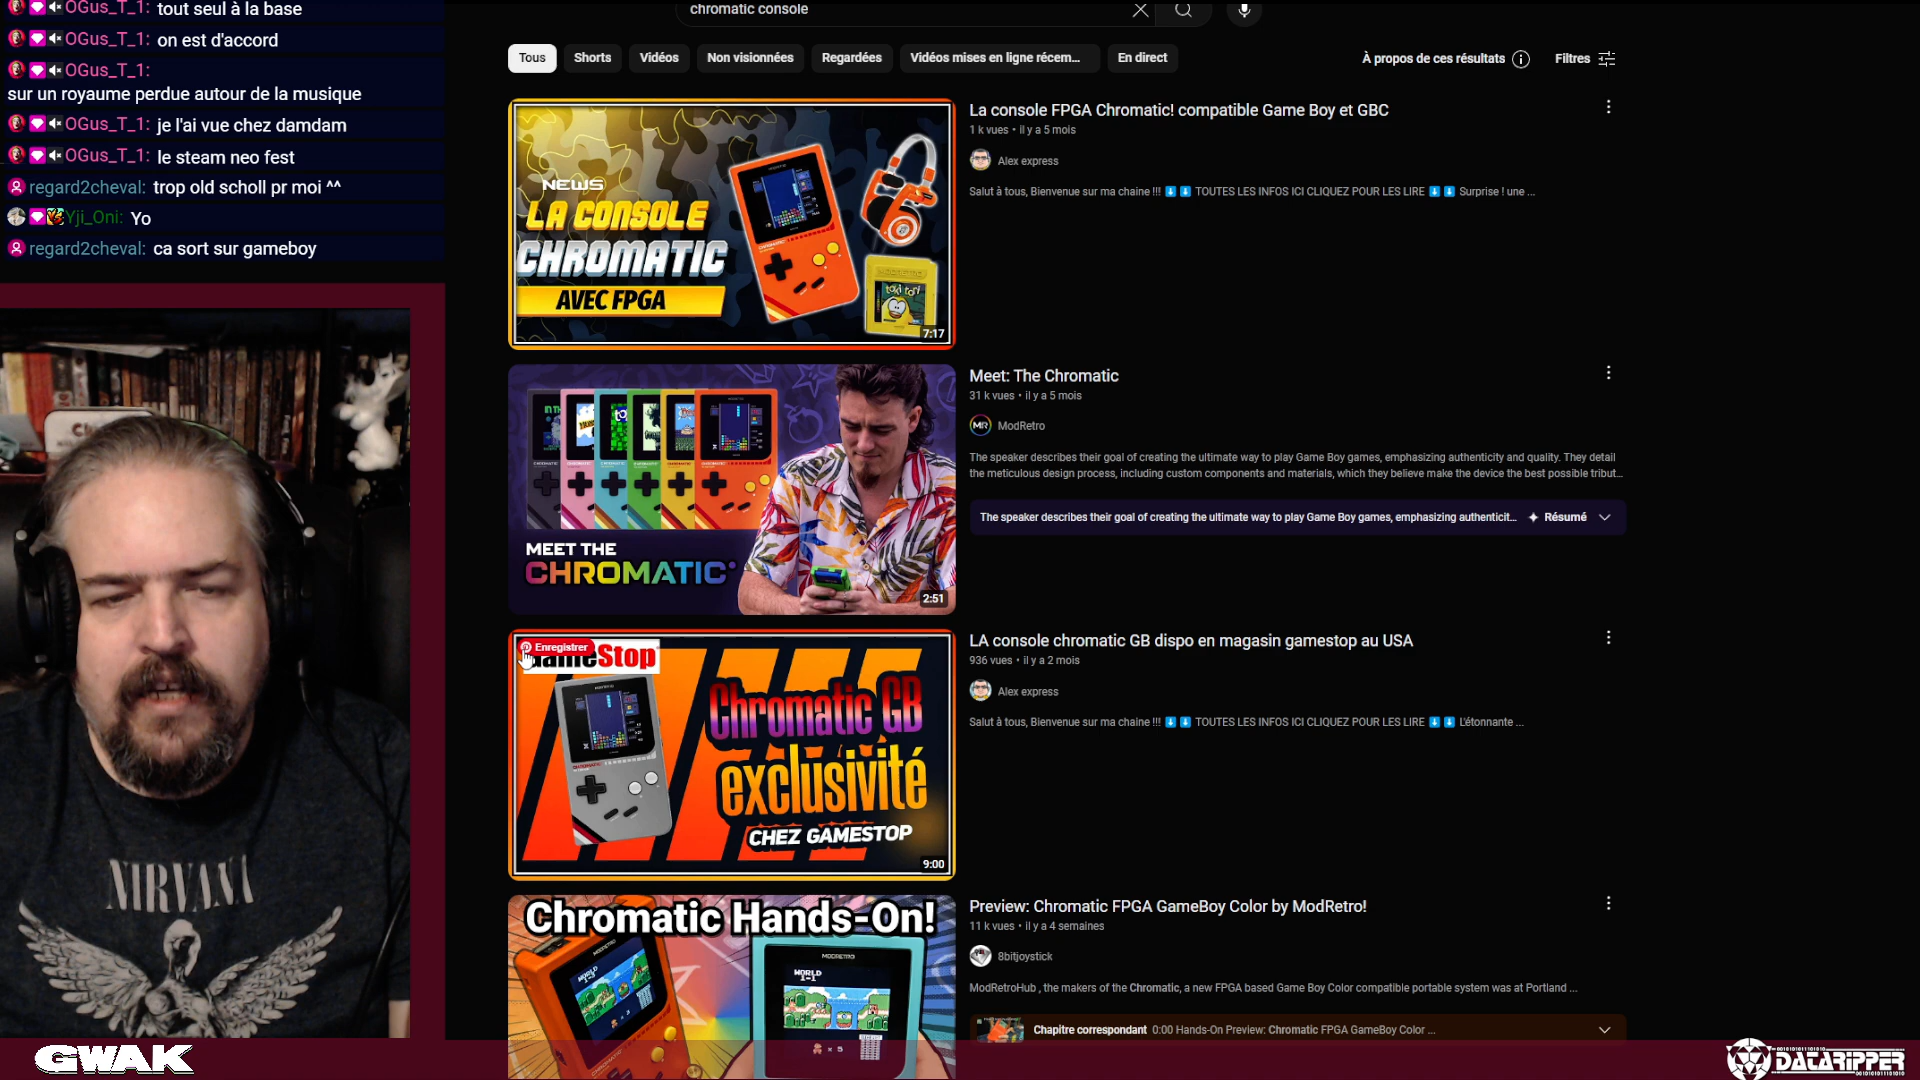 OGus_T_1: tout seul à la base
OGus_T_1: on est d'accord
OGus_T_1:
sur un royaume perdue autour de la musique
OGus_T_1: je l'ai vue chez damdam
OGus_T_1: le steam neo fest
regard2cheval: trop old scholl pr moi ^^
Yji_Oni: Yo
regard2cheval: ca sort sur gameboy
NIRVANA
GWAK
chromatic console
Tous
Shorts
Vidéos
Non visionnées
Regardées
Vidéos mises en ligne récem...
En direct
À propos de ces résultats
Filtres
NEWS
LA CONSOLE
CHROMATIC
AVEC FPGA
toki tori
7:17
La console FPGA Chromatic! compatible Game Boy et GBC
1 k vues • il y a 5 mois
Alex express
Salut à tous, Bienvenue sur ma chaine !!! ⬇️ ⬇️ TOUTES LES INFOS ICI CLIQUEZ POUR LES LIRE ⬇️ ⬇️ Surprise ! une ...
MEET THE
CHROMATIC
2:51
Meet: The Chromatic
31 k vues • il y a 5 mois
MR
ModRetro
The speaker describes their goal of creating the ultimate way to play Game Boy games, emphasizing authenticity and quality. They detail
the meticulous design process, including custom components and materials, which they believe make the device the best possible tribut...
The speaker describes their goal of creating the ultimate way to play Game Boy games, emphasizing authenticit...
Résumé
Enregistrer
GameStop
Chromatic GB
exclusivité
CHEZ GAMESTOP
9:00
LA console chromatic GB dispo en magasin gamestop au USA
936 vues • il y a 2 mois
Alex express
Salut à tous, Bienvenue sur ma chaine !!! ⬇️ ⬇️ TOUTES LES INFOS ICI CLIQUEZ POUR LES LIRE ⬇️ ⬇️ L'étonnante ...
Chromatic Hands-On!
MODRETRO
MODRETRO
WORLD
1-1
WORLD
1-1
x 5
Preview: Chromatic FPGA GameBoy Color by ModRetro!
11 k vues • il y a 4 semaines
8bitjoystick
ModRetroHub , the makers of the Chromatic, a new FPGA based Game Boy Color compatible portable system was at Portland ...
Chapitre correspondant 0:00 Hands-On Preview: Chromatic FPGA GameBoy Color ...
DATARIPPER